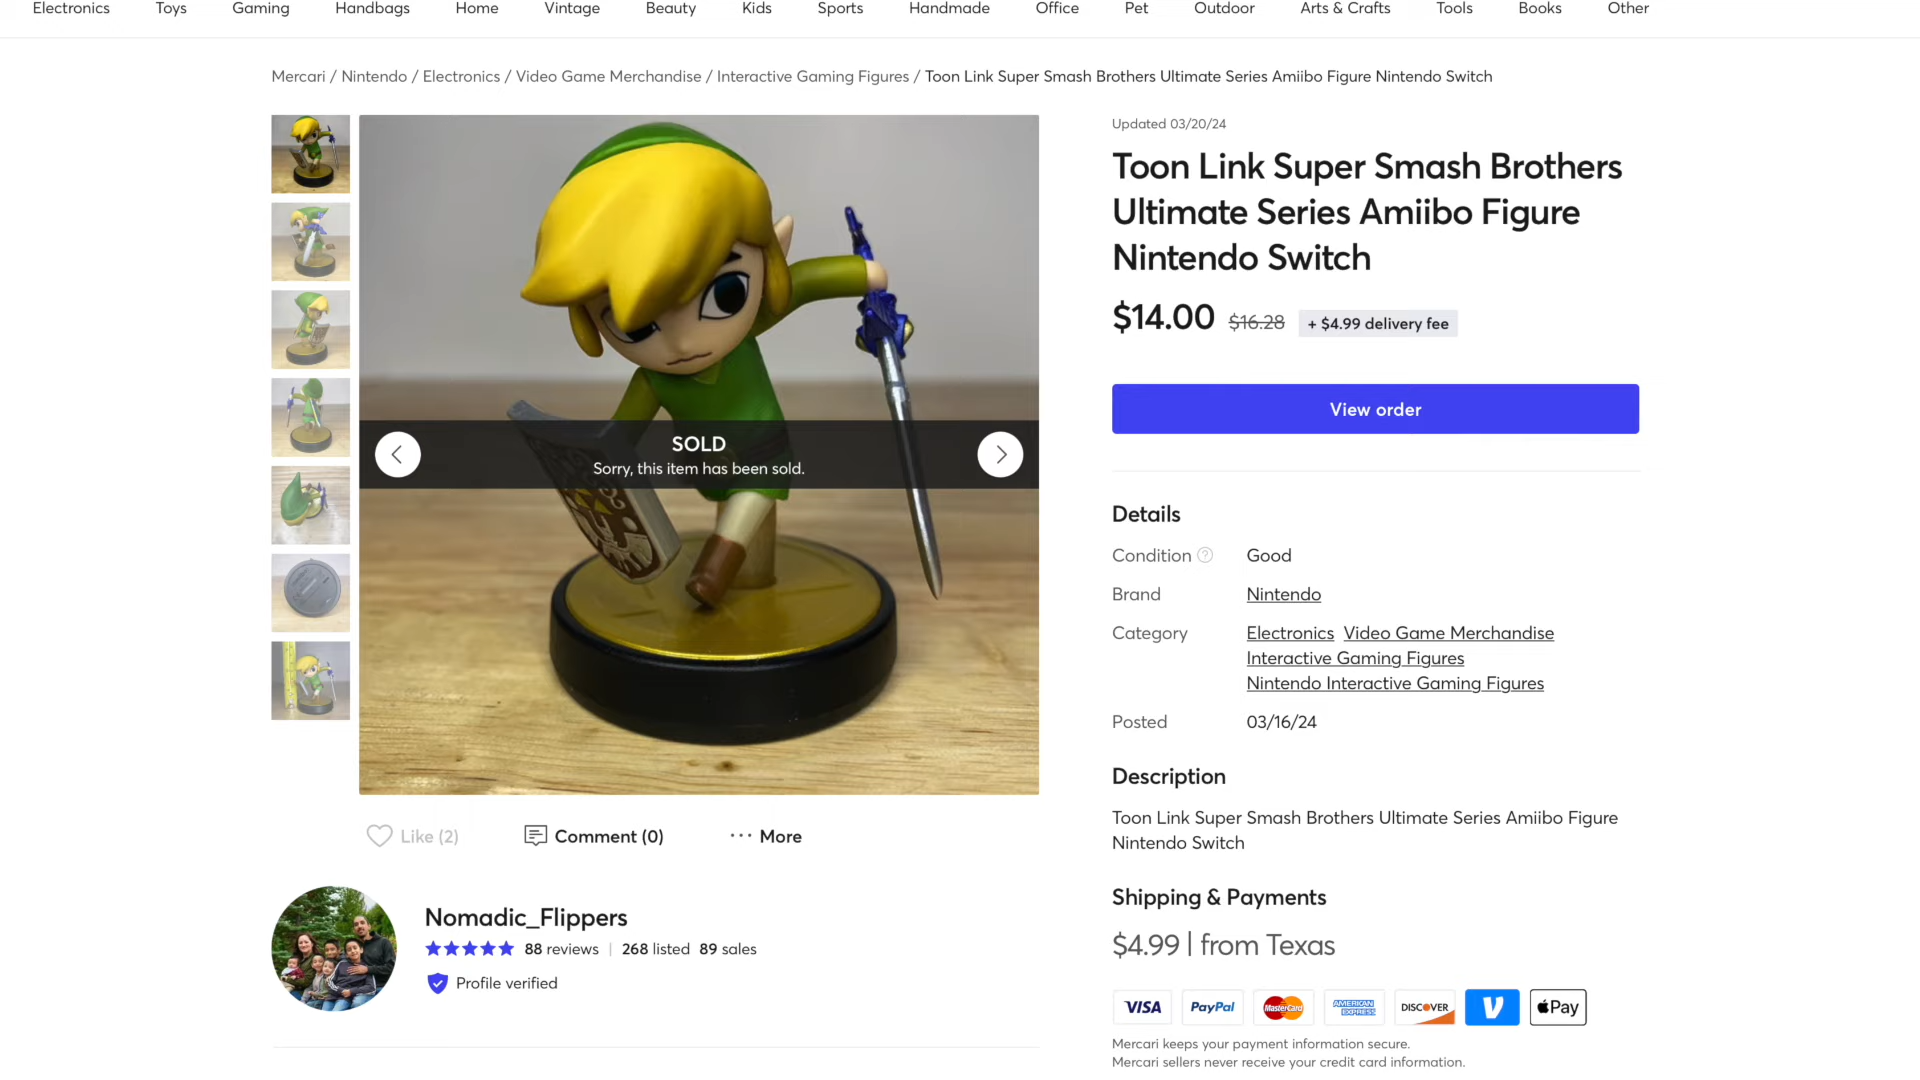 Electronics Toys Gaming Handbags Home Vintage Beauty Kids Sports Handmade Office Pet Outdoor Arts & Crafts Tools Books Other
Mercari / Nintendo / Electronics / Video Game Merchandise / Interactive Gaming Figures / Toon Link Super Smash Brothers Ultimate Series Amiibo Figure Nintendo Switch
SOLD
Sorry, this item has been sold.
Like (2) Comment (0) ··· More
Nomadic_Flippers
88 reviews | 268 listed 89 sales
Profile verified
Updated 03/20/24
Toon Link Super Smash Brothers
Ultimate Series Amiibo Figure
Nintendo Switch
$14.00 $16.28 + $4.99 delivery fee
View order
Details
Condition ? Good
Brand Nintendo
Category Electronics Video Game Merchandise
Interactive Gaming Figures
Nintendo Interactive Gaming Figures
Posted 03/16/24
Description
Toon Link Super Smash Brothers Ultimate Series Amiibo Figure
Nintendo Switch
Shipping & Payments
$4.99 | from Texas
VISA PayPal MasterCard AMERICAN EXPRESS DISCOVER V Pay
Mercari keeps your payment information secure.
Mercari sellers never receive your credit card information.